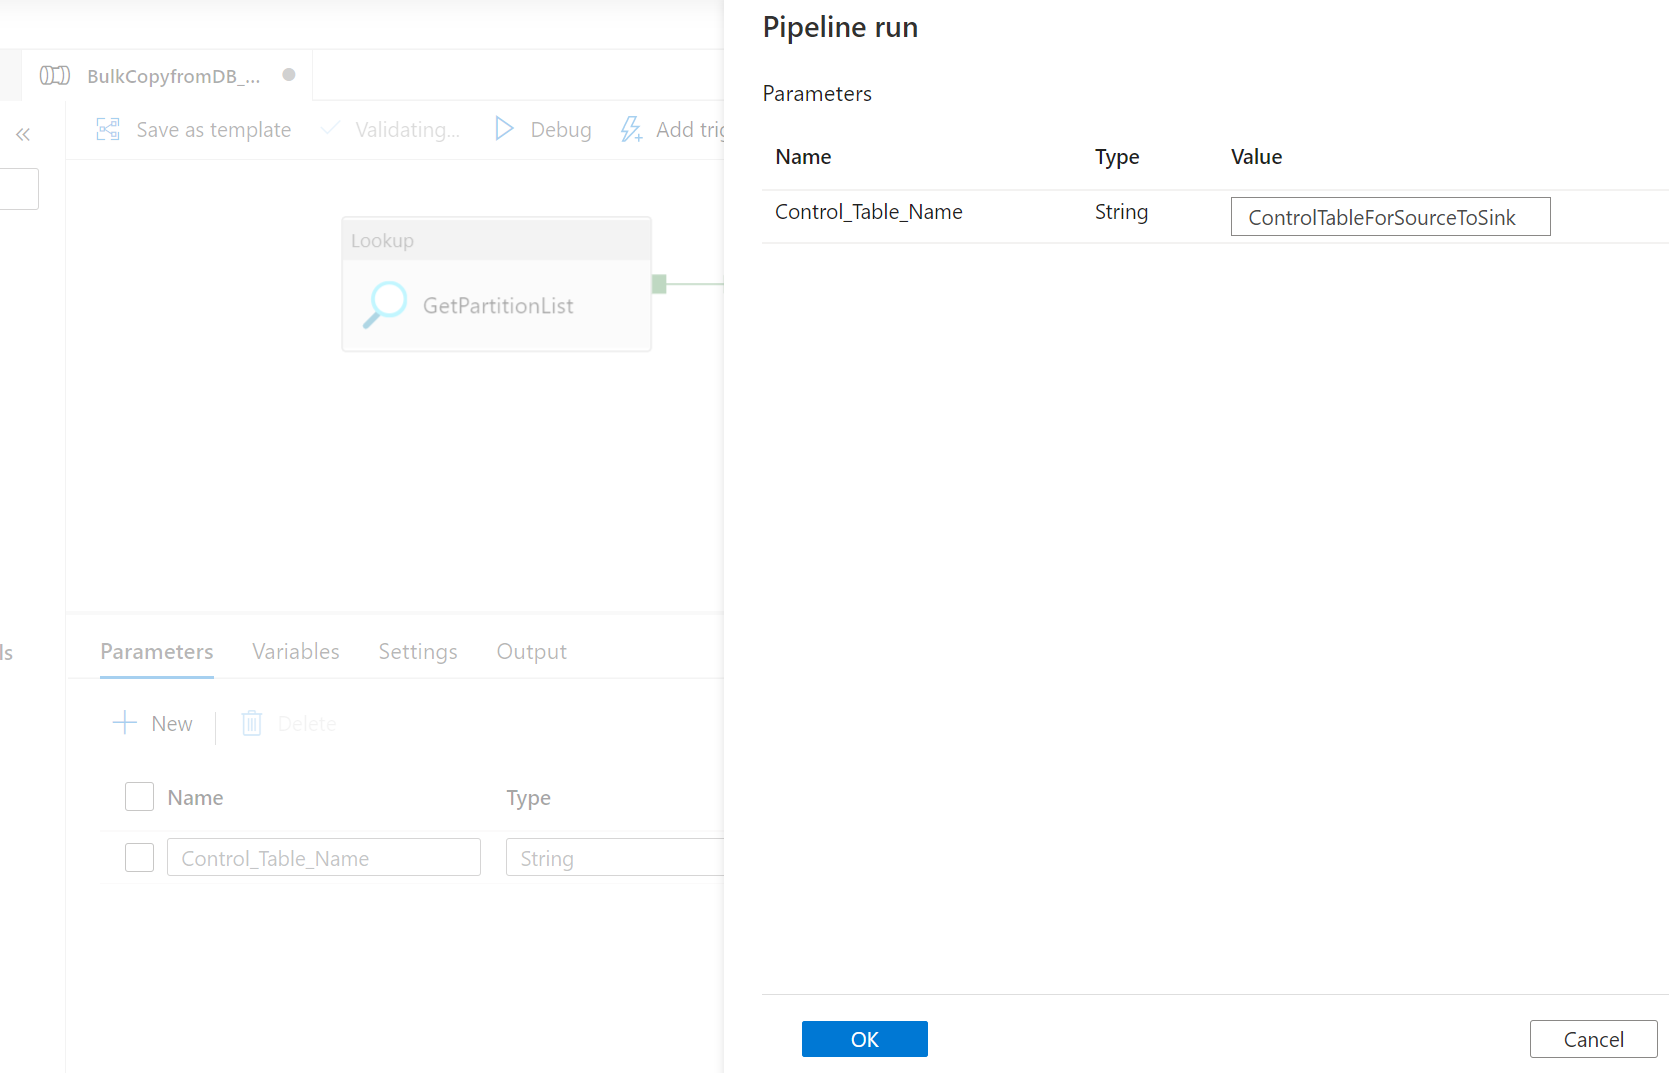 BulkCopyfromDB_...
Save as template
Validating...
Debug
Add trig
Lookup
GetPartitionList
ls
Parameters
Variables
Settings
Output
New
Delete
Name
Type
Control_Table_Name
String
Pipeline run
Parameters
Name
Type
Value
Control_Table_Name
String
ControlTableForSourceToSink
OK
Cancel